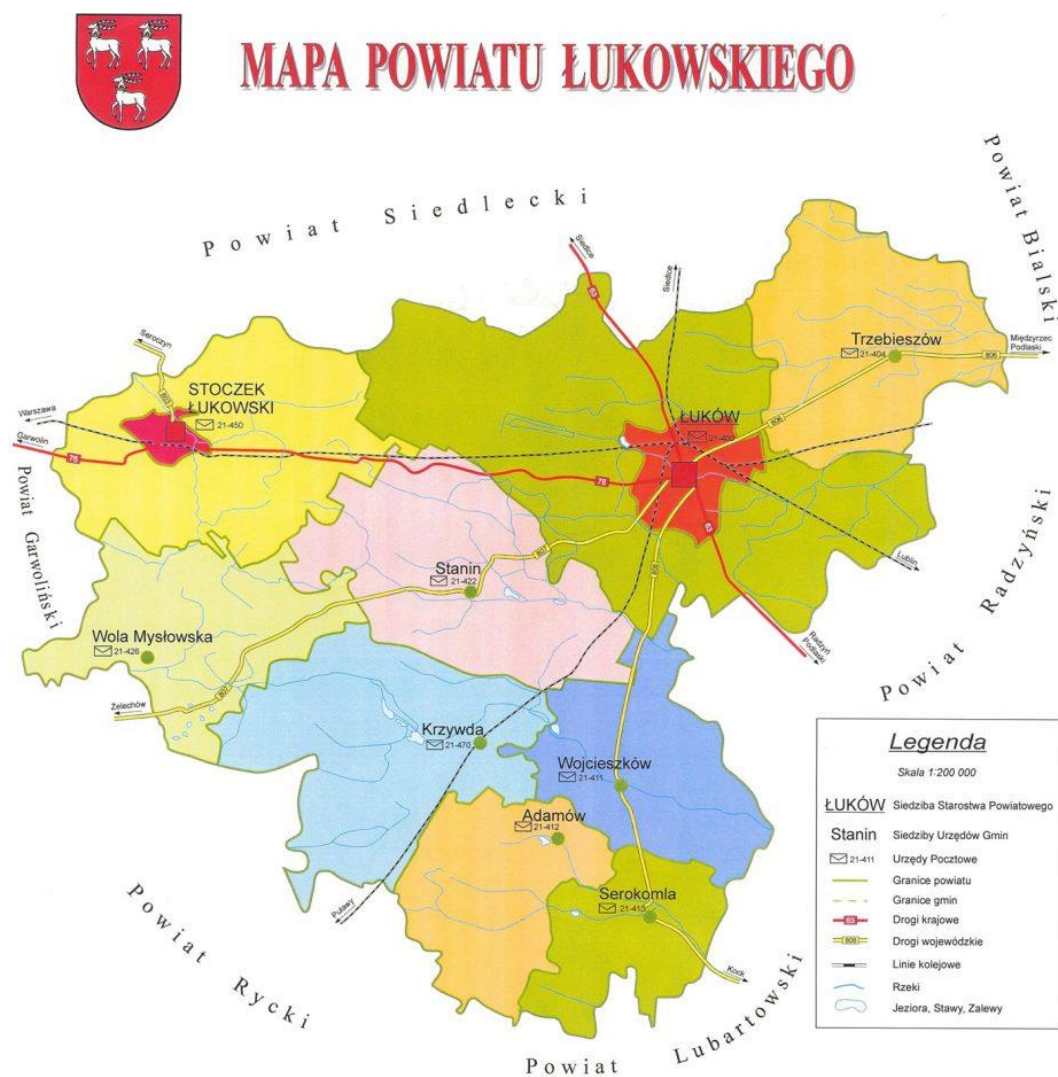 MAPA POWIATU ŁUKOWSKIEGO
Powiat Siedlecki
Powiat Bialski
Siedlce
63
Siedlce
Trzebieszów
21-404
806
Międzyrzec
Podlaski
Seroczyn
803
STOCZEK
ŁUKOWSKI
21-450
Warszawa
Garwolin
76
ŁUKÓW
21-400
806
76
63
Powiat Garwoliński
807
808
Lublin
Stanin
21-422
Radzyń
Podlaski
Powiat Radzyński
Wola Mysłowska
21-426
807
Żelechów
Krzywda
21-470
Wojcieszków
21-411
Adamów
21-412
Serokomla
21-413
Puławy
Kock
Powiat Rycki
Powiat Lubartowski
Legenda
Skala 1:200 000
ŁUKÓW Siedziba Starostwa Powiatowego
Stanin Siedziby Urzędów Gmin
21-411 Urzędy Pocztowe
Granice powiatu
Granice gmin
63 Drogi krajowe
808 Drogi wojewódzkie
Linie kolejowe
Rzeki
Jeziora, Stawy, Zalewy